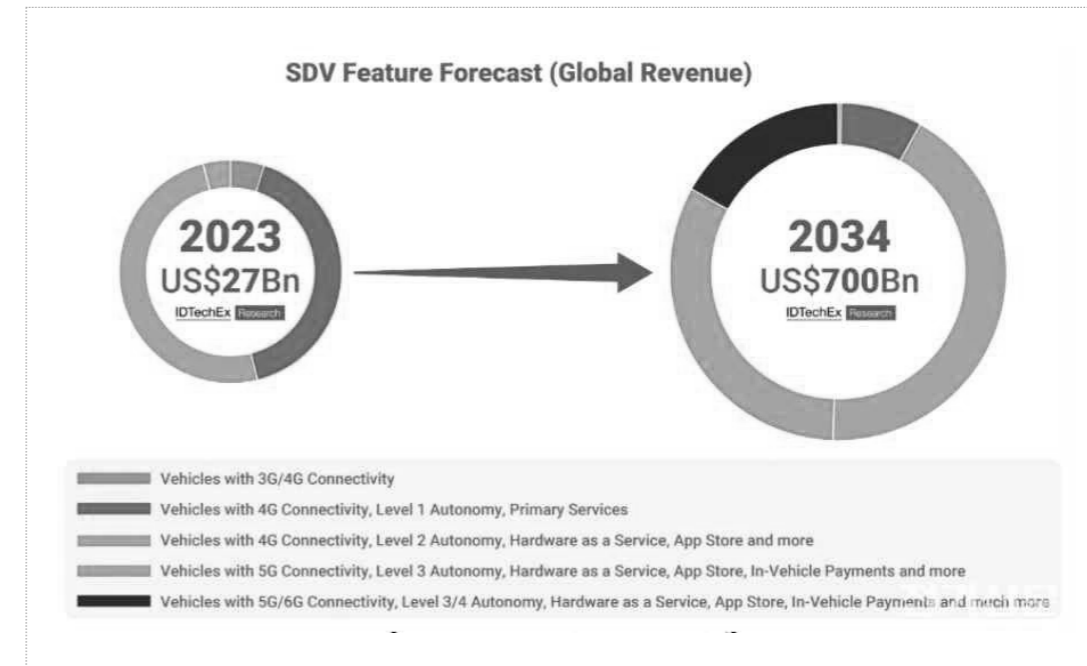 SDV Feature Forecast (Global Revenue)
2023
US$27Bn
IDTechEx Research
2034
US$700Bn
IDTechEx Research
Vehicles with 3G/4G Connectivity
Vehicles with 4G Connectivity, Level 1 Autonomy, Primary Services
Vehicles with 4G Connectivity, Level 2 Autonomy, Hardware as a Service, App Store and more
Vehicles with 5G Connectivity, Level 3 Autonomy, Hardware as a Service, App Store, In-Vehicle Payments and more
Vehicles with 5G/6G Connectivity, Level 3/4 Autonomy, Hardware as a Service, App Store, In-Vehicle Payments and much more